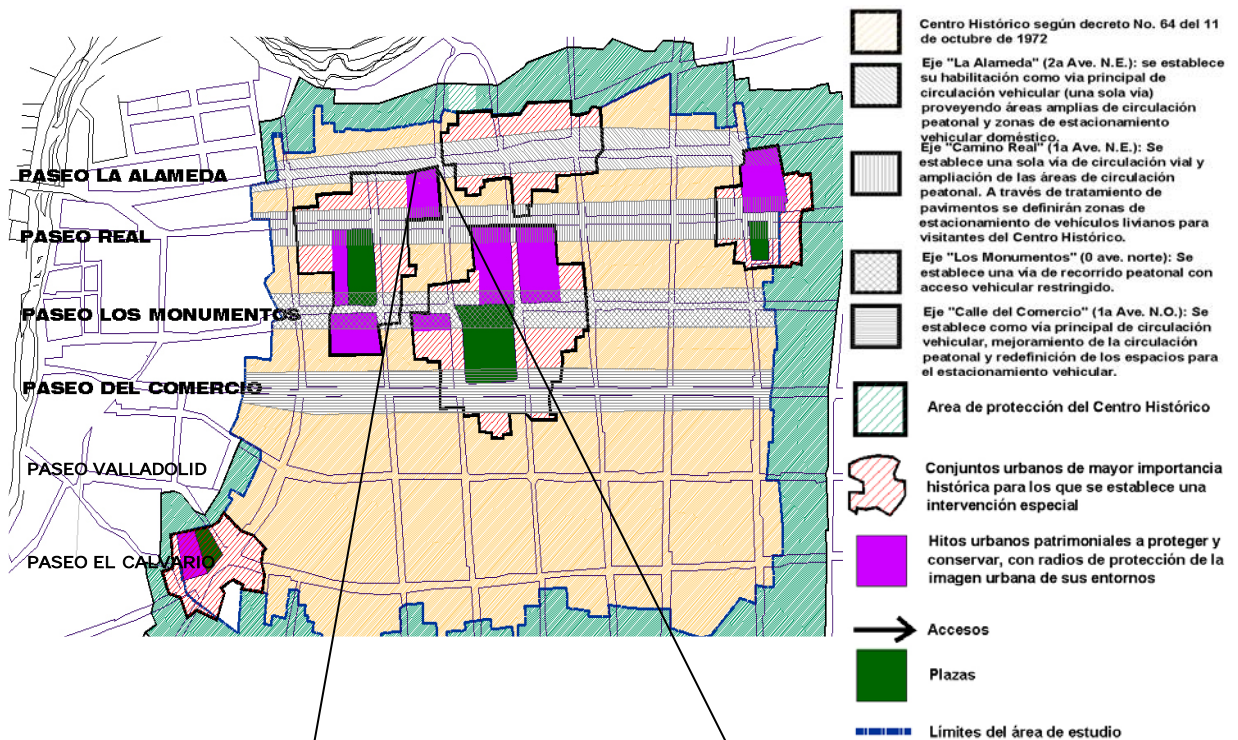 PASEO LA ALAMEDA
PASEO REAL
PASEO LOS MONUMENTOS
PASEO DEL COMERCIO
PASEO VALLADOLID
PASEO EL CALVARIO
Centro Histórico según decreto No. 64 del 11
de octubre de 1972
Eje "La Alameda" (2a Ave. N.E.): se establece
su habilitación como vía principal de
circulación vehicular (una sola vía)
proveyendo áreas amplias de circulación
peatonal y zonas de estacionamiento
vehicular doméstico.
Eje "Camino Real" (1a Ave. N.E.): Se
establece una sola vía de circulación vial y
ampliación de las áreas de circulación
peatonal. A través de tratamiento de
pavimentos se definirán zonas de
estacionamiento de vehículos livianos para
visitantes del Centro Histórico.
Eje "Los Monumentos" (0 ave. norte): Se
establece una vía de recorrido peatonal con
acceso vehicular restringido.
Eje "Calle del Comercio" (1a Ave. N.O.): Se
establece como vía principal de circulación
vehicular, mejoramiento de la circulación
peatonal y redefinición de los espacios para
el estacionamiento vehicular.
Area de protección del Centro Histórico
Conjuntos urbanos de mayor importancia
histórica para los que se establece una
intervención especial
Hitos urbanos patrimoniales a proteger y
conservar, con radios de protección de la
imagen urbana de sus entornos
Accesos
Plazas
Límites del área de estudio